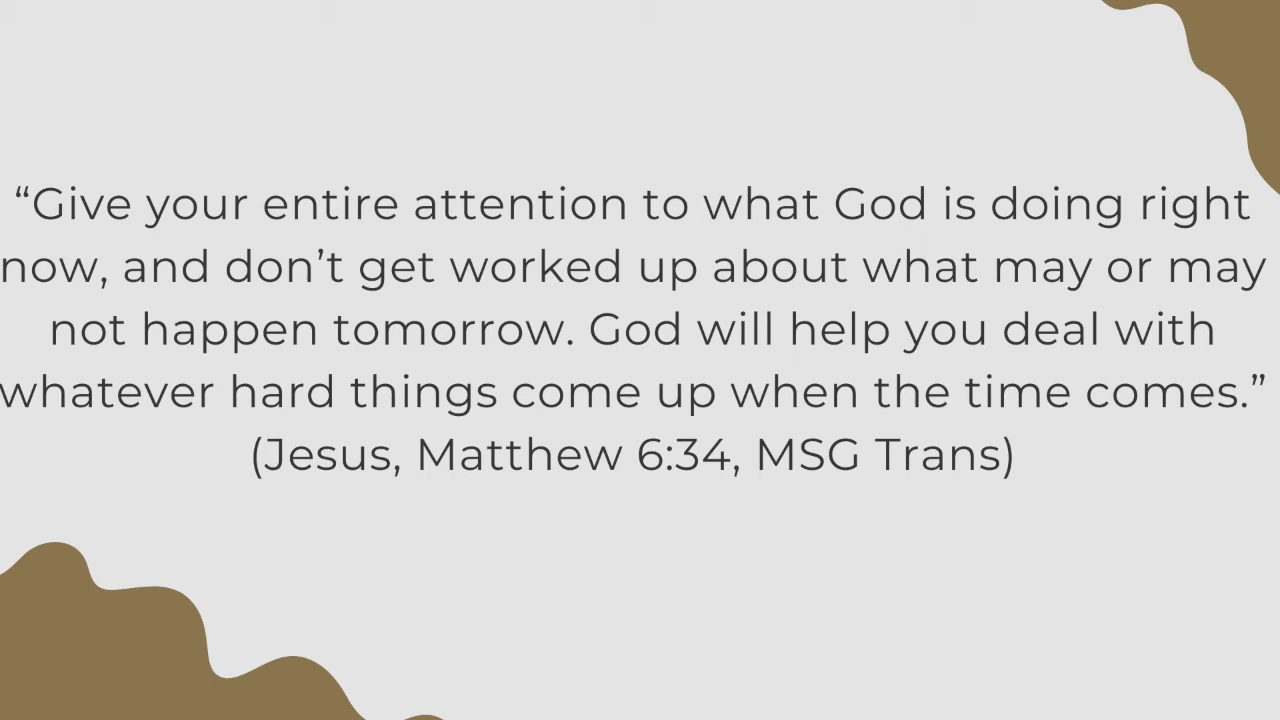 “Give your entire attention to what God is doing right
now, and don’t get worked up about what may or may
not happen tomorrow. God will help you deal with
whatever hard things come up when the time comes.”
(Jesus, Matthew 6:34, MSG Trans)